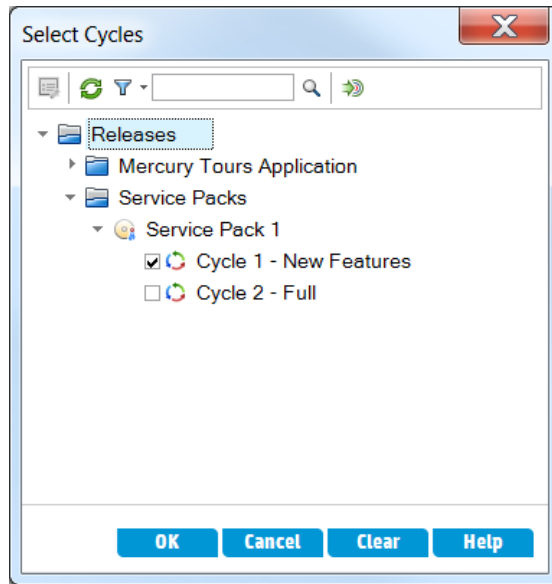 Select Cycles
Releases
Mercury Tours Application
Service Packs
Service Pack 1
Cycle 1 - New Features
Cycle 2 - Full
OK Cancel Clear Help